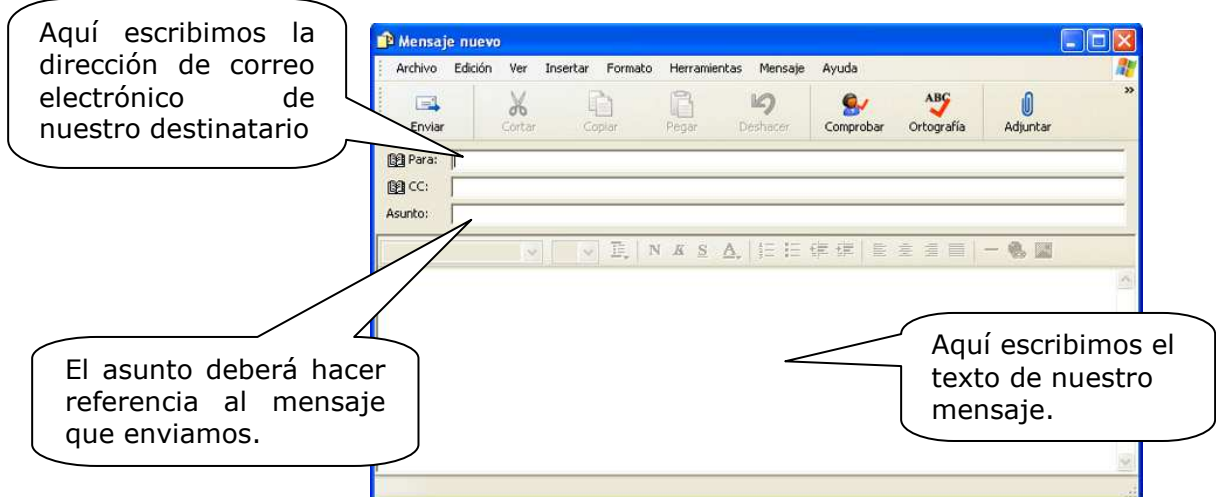 Aquí escribimos la
dirección de correo
electrónico de
nuestro destinatario
Mensaje nuevo
Archivo Edición Ver Insertar Formato Herramientas Mensaje Ayuda
ABC
Enviar Cortar Copiar Pegar Deshacer Comprobar Ortografía Adjuntar
Para:
CC:
Asunto:
N K S A
El asunto deberá hacer
referencia al mensaje
que enviamos.
Aquí escribimos el
texto de nuestro
mensaje.